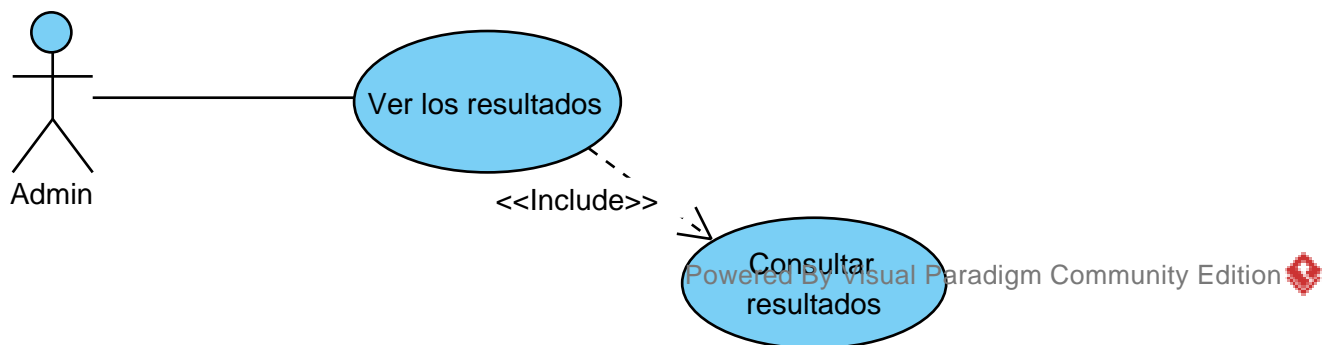 Ver los resultados
Admin
<<Include>>
Consultar
Powered By Visual Paradigm Community Edition
resultados